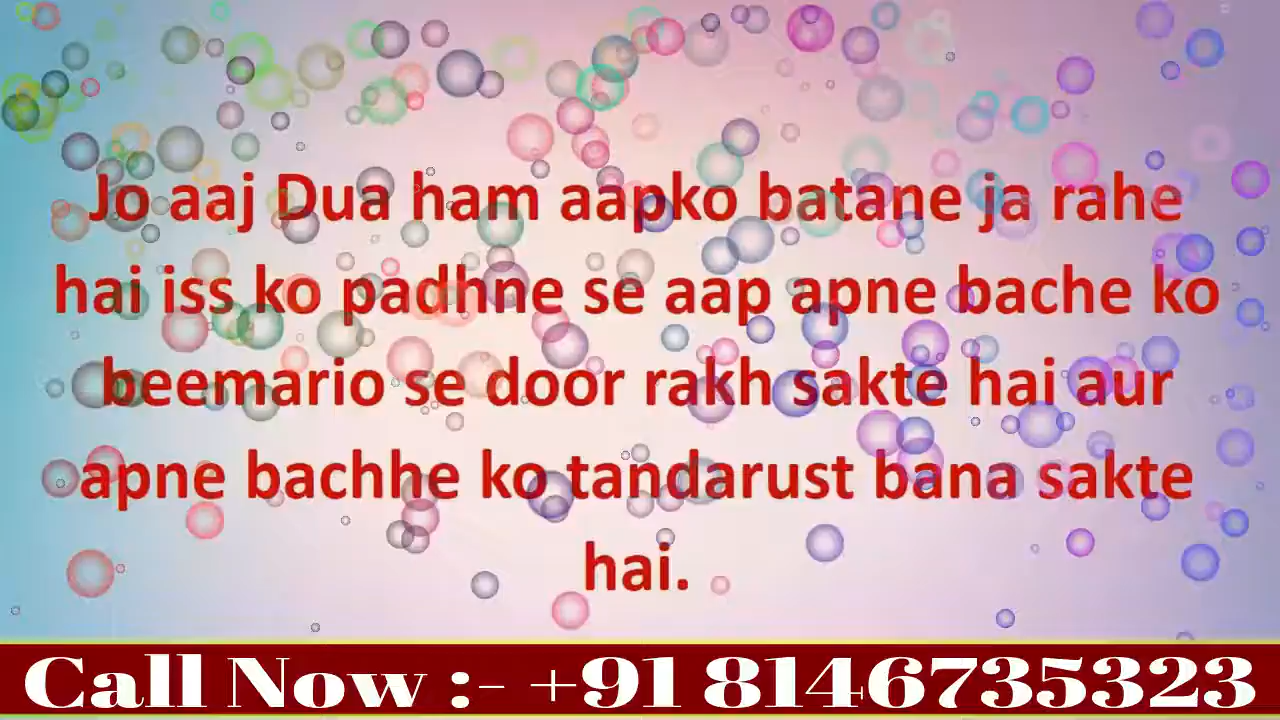 Jo aaj Dua ham aapko batane ja rahe
hai iss ko padhne se aap apne bache ko
beemario se door rakh sakte hai aur
apne bachhe ko tandarust bana sakte
hai.
Call Now :- +91 8146735323